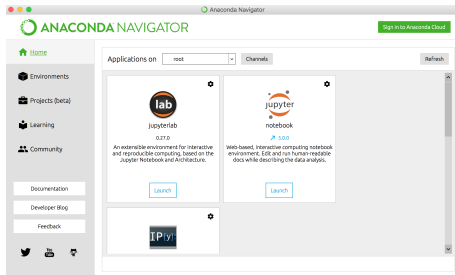 Anaconda Navigator
ANACONDA NAVIGATOR
Sign in to Anaconda Cloud
Home
Environments
Projects (beta)
Learning
Community
Documentation
Developer Blog
Feedback
Applications on
root
Channels
Refresh
lab
jupyterlab
0.27.0
An extensible environment for interactive
and reproducible computing, based on the
Jupyter Notebook and Architecture.
Launch
jupyter
notebook
5.0.0
Web-based, interactive computing notebook
environment. Edit and run human-readable
docs while describing the data analysis.
Launch
IP[y]:
You
Tube